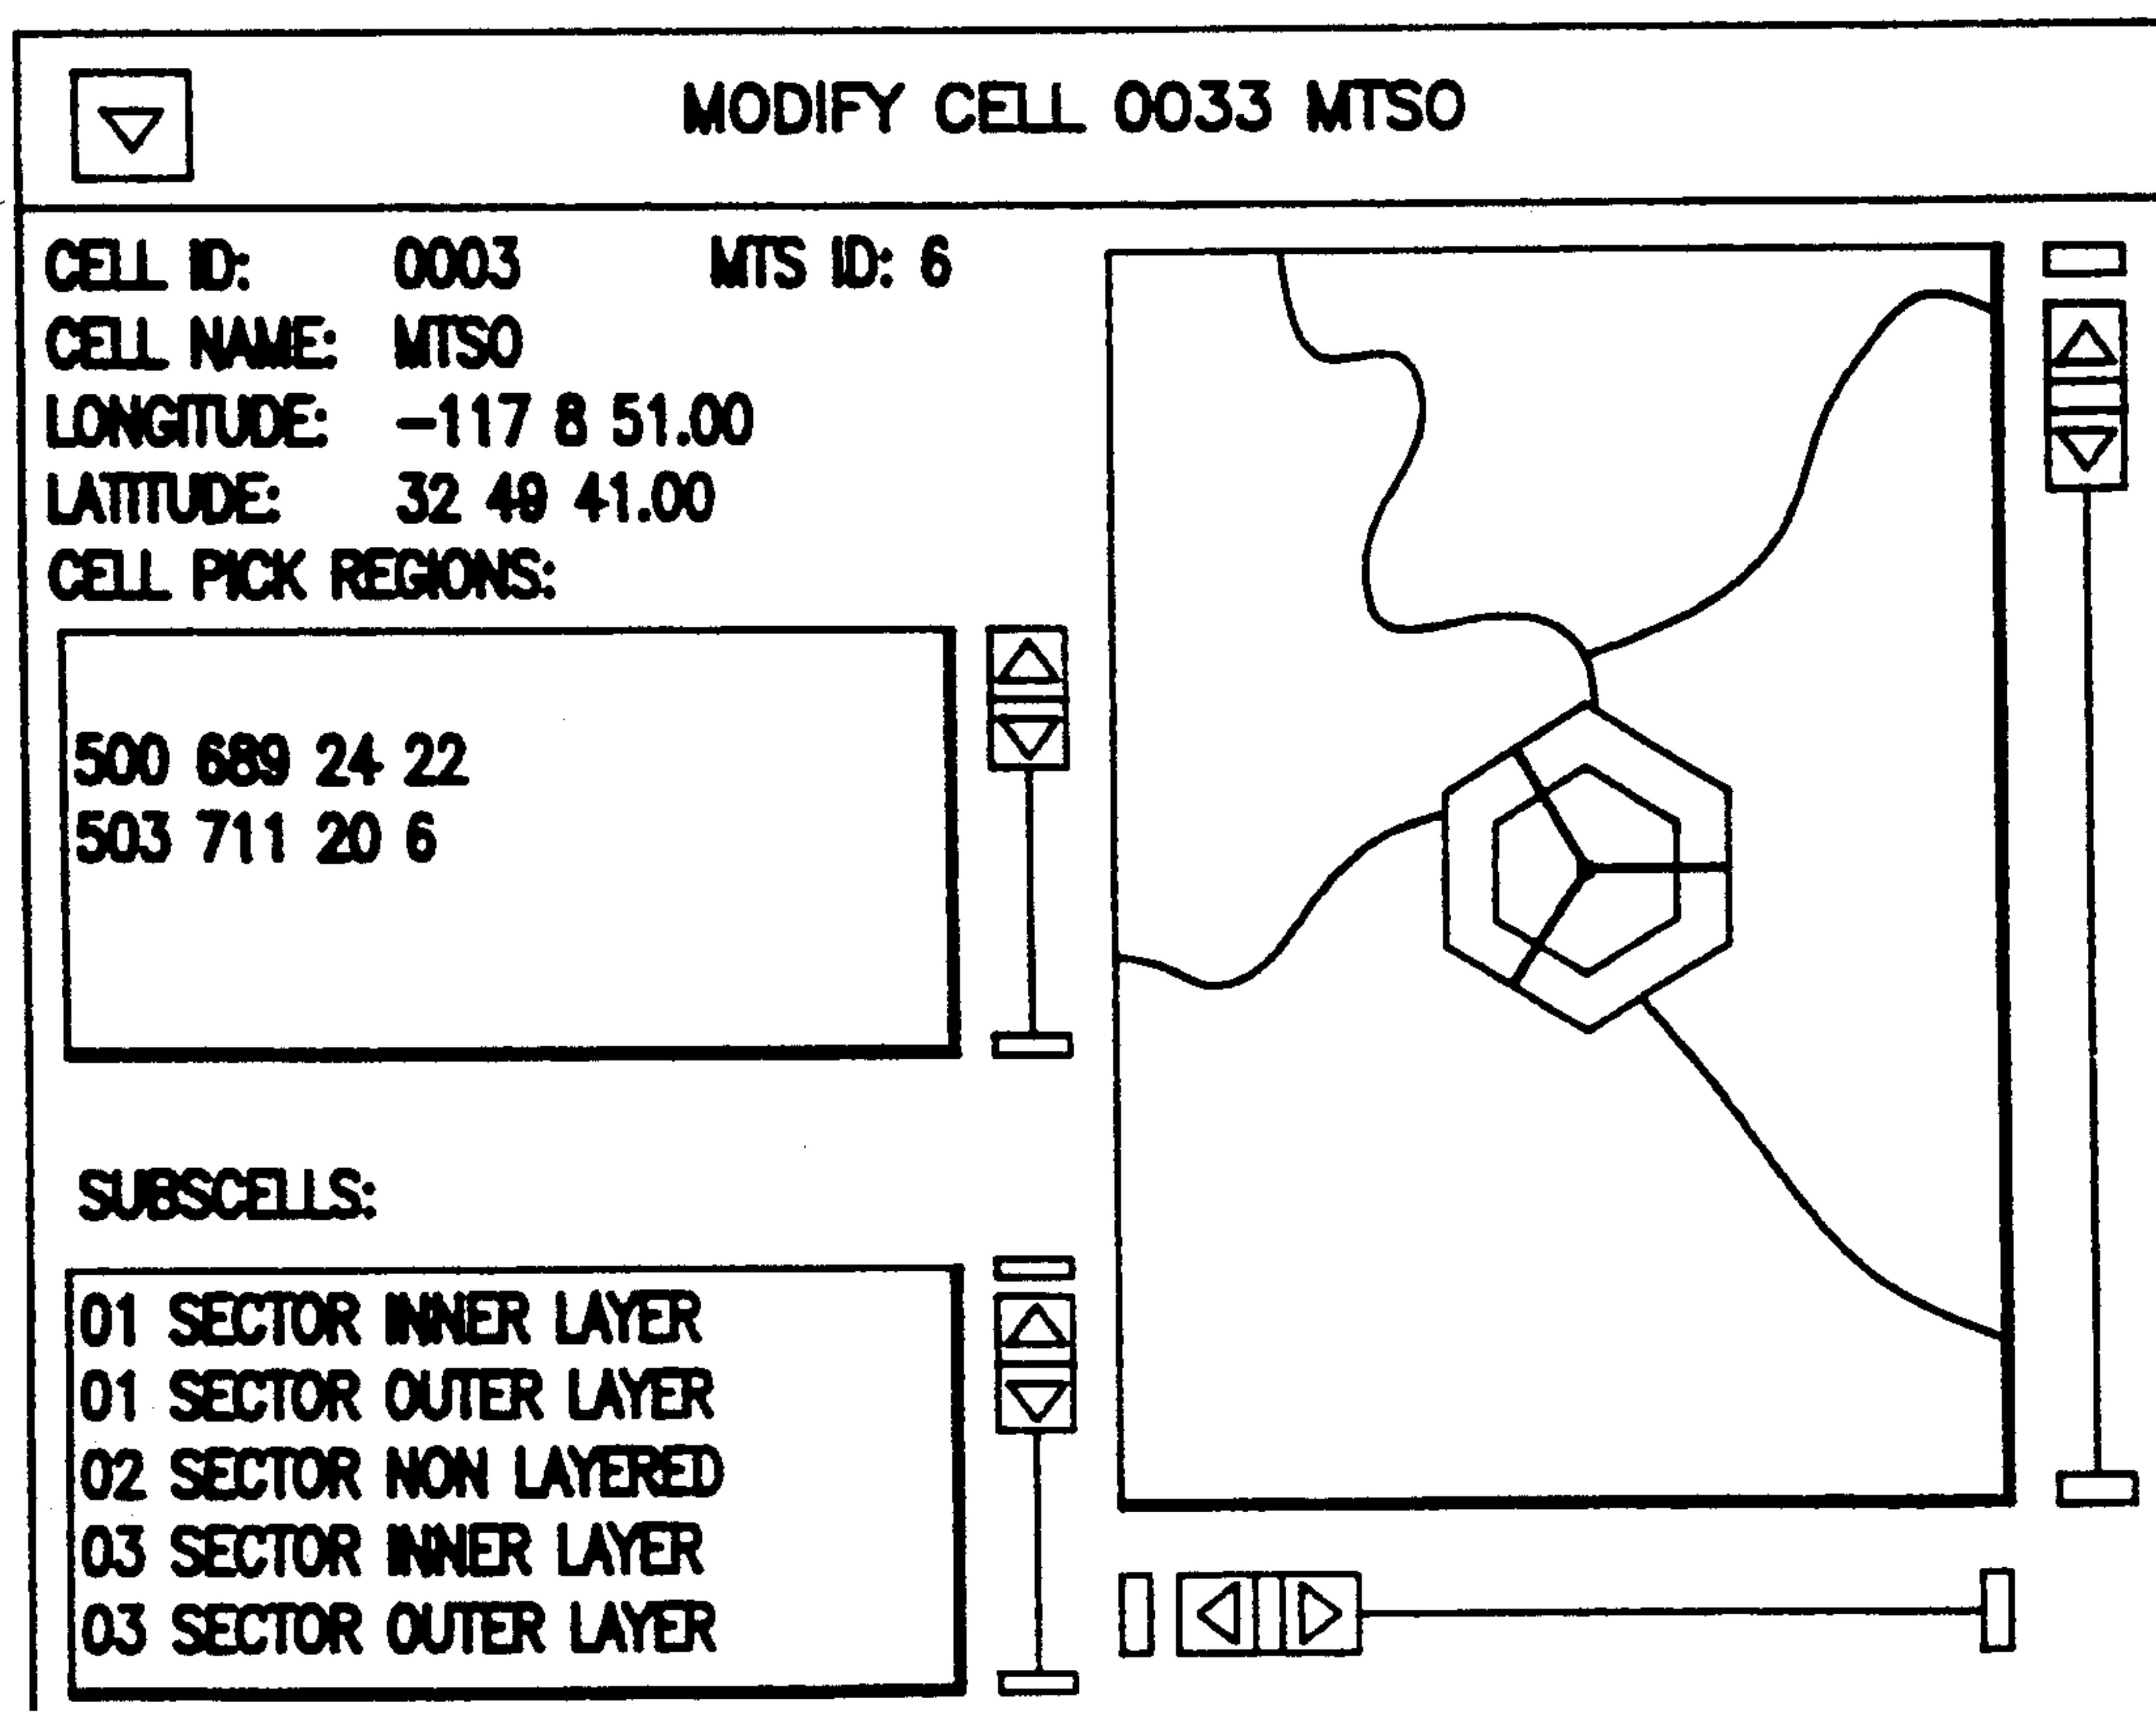 MODIFY CELL 0033 MTSO
CELL ID: 0003 MTS ID: 6
CELL NAME: MTSO
LONGITUDE: -117 8 51.00
LATITUDE: 32 49 41.00
CELL PICK REGIONS:
500 689 24 22
503 711 20 6
SUBSCELLS:
01 SECTOR INNER LAYER
01 SECTOR OUTER LAYER
02 SECTOR NON LAYERED
03 SECTOR INNER LAYER
03 SECTOR OUTER LAYER